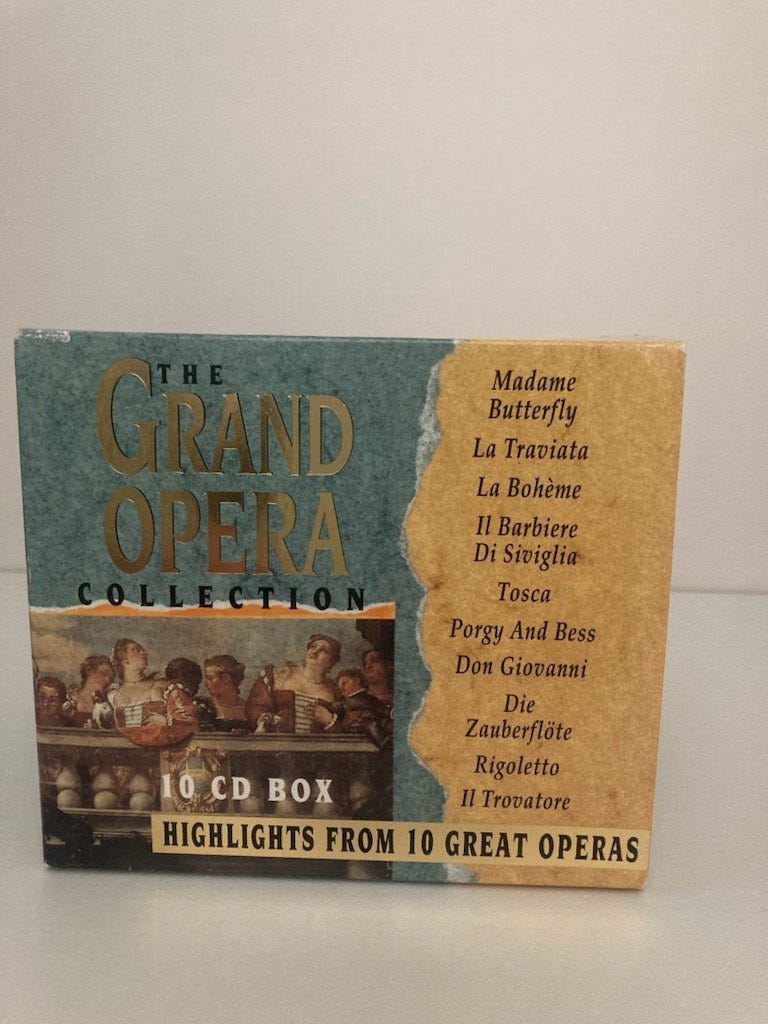 THE
GRAND
OPERA
COLLECTION
10 CD BOX
Madame
Butterfly
La Traviata
La Bohème
Il Barbiere
Di Siviglia
Tosca
Porgy And Bess
Don Giovanni
Die
Zauberflöte
Rigoletto
Il Trovatore
HIGHLIGHTS FROM 10 GREAT OPERAS